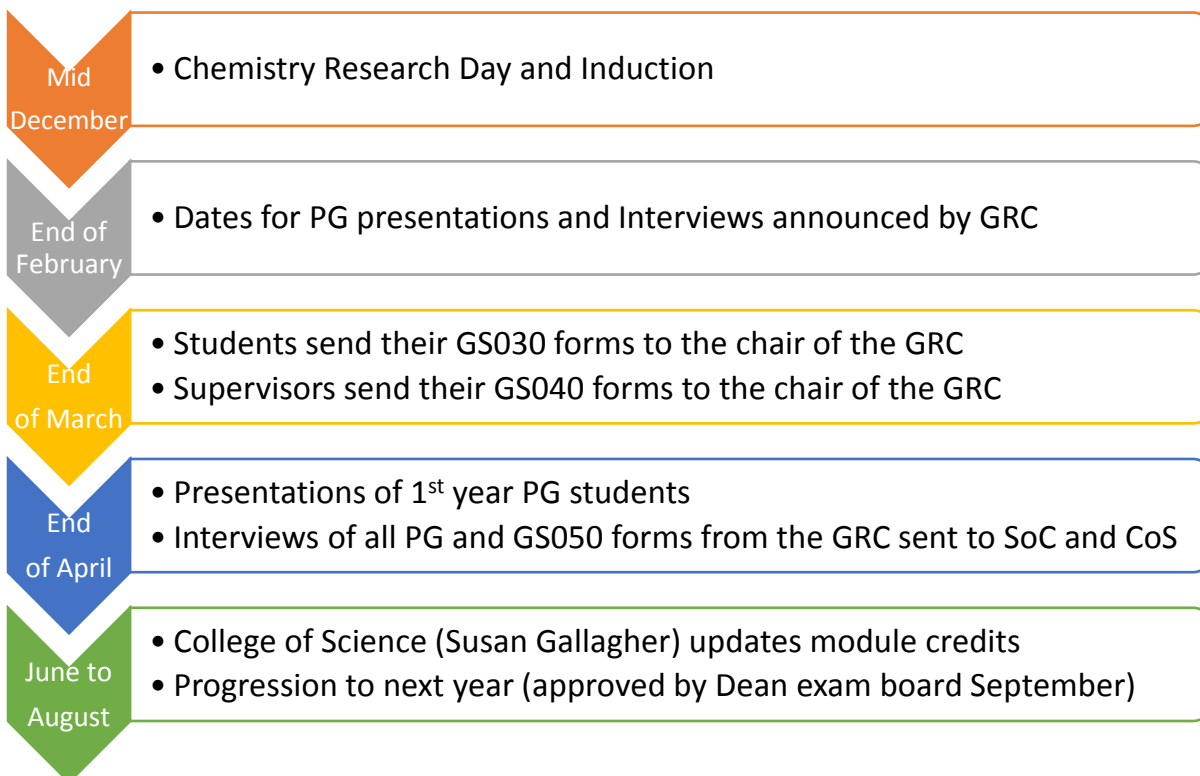 Mid
December
• Chemistry Research Day and Induction
End of
February
• Dates for PG presentations and Interviews announced by GRC
End
of March
• Students send their GS030 forms to the chair of the GRC
• Supervisors send their GS040 forms to the chair of the GRC
End
of April
• Presentations of 1st year PG students
• Interviews of all PG and GS050 forms from the GRC sent to SoC and CoS
June to
August
• College of Science (Susan Gallagher) updates module credits
• Progression to next year (approved by Dean exam board September)